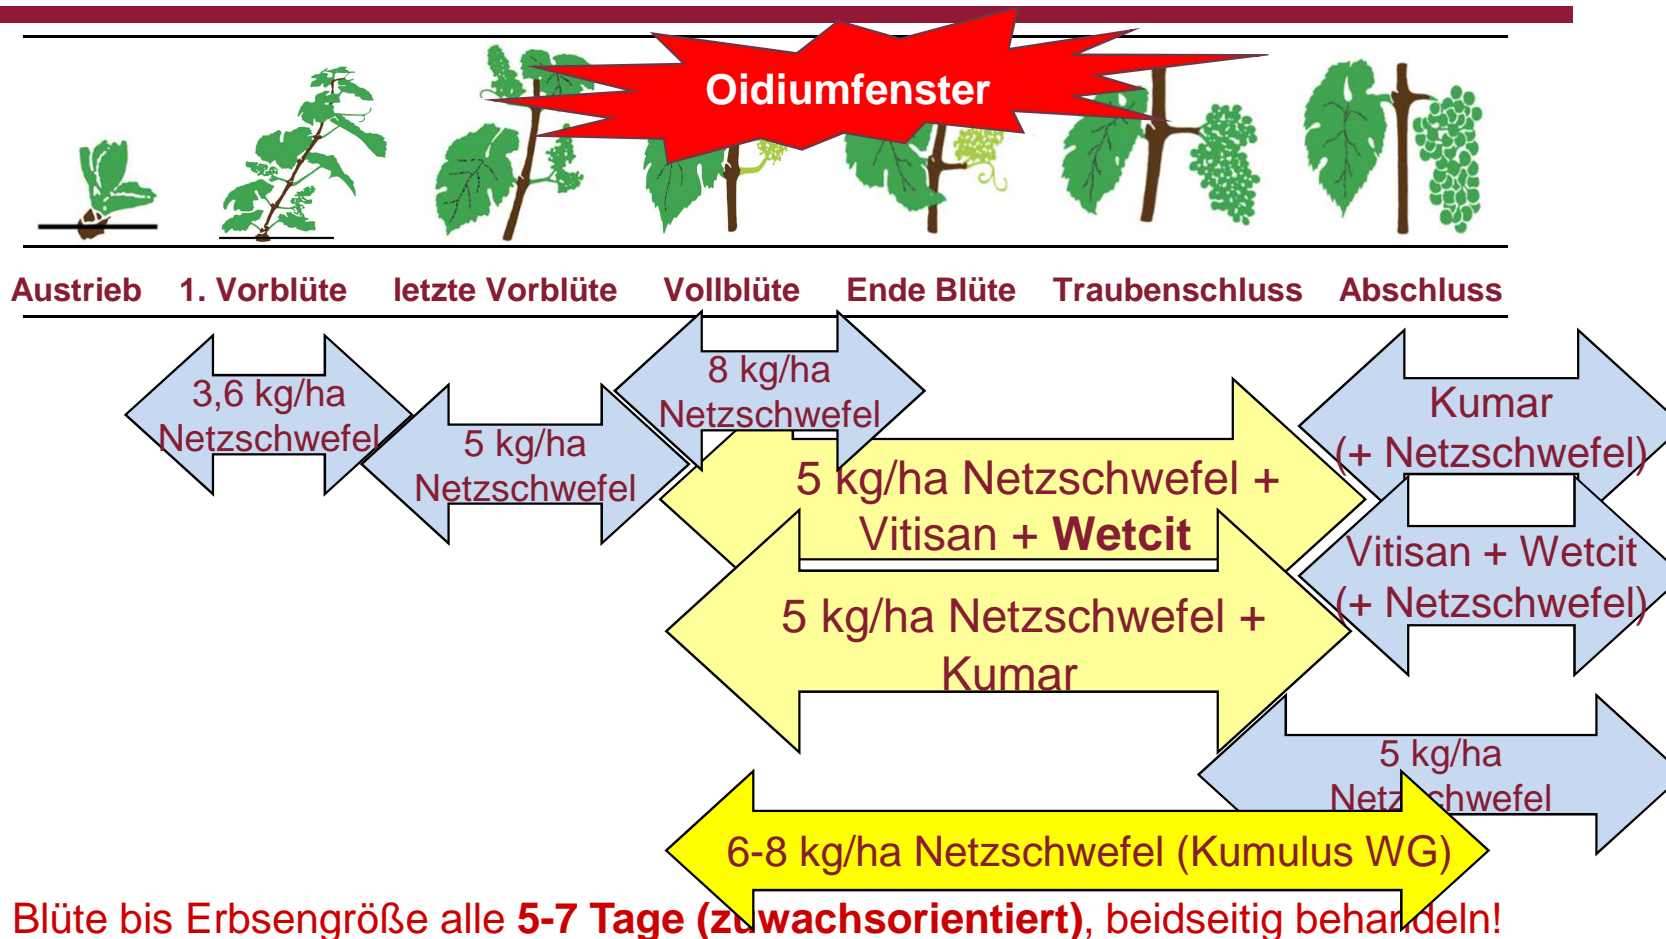 Oidiumfenster
Austrieb 1. Vorblüte letzte Vorblüte Vollblüte Ende Blüte Traubenschluss Abschluss
3,6 kg/ha
Netzschwefel
5 kg/ha
Netzschwefel
8 kg/ha
Netzschwefel
5 kg/ha Netzschwefel +
Vitisan + Wetcit
5 kg/ha Netzschwefel +
Kumar
Kumar
(+ Netzschwefel)
Vitisan + Wetcit
(+ Netzschwefel)
5 kg/ha
Netzschwefel
6-8 kg/ha Netzschwefel (Kumulus WG)
Blüte bis Erbsengröße alle 5-7 Tage (zuwachsorientiert), beidseitig behandeln!